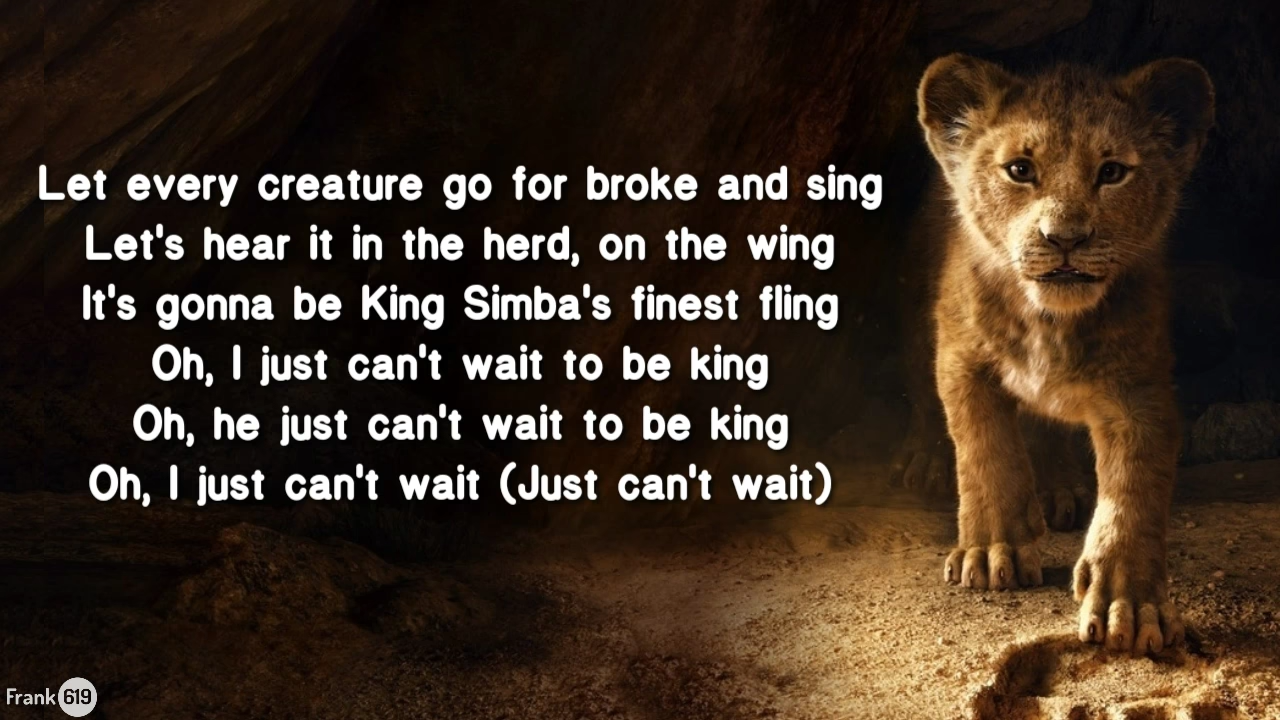 Let every creature go for broke and sing
Let's hear it in the herd, on the wing
It's gonna be King Simba's finest fling
Oh, I just can't wait to be king
Oh, he just can't wait to be king
Oh, I just can't wait (Just can't wait)
Frank 619